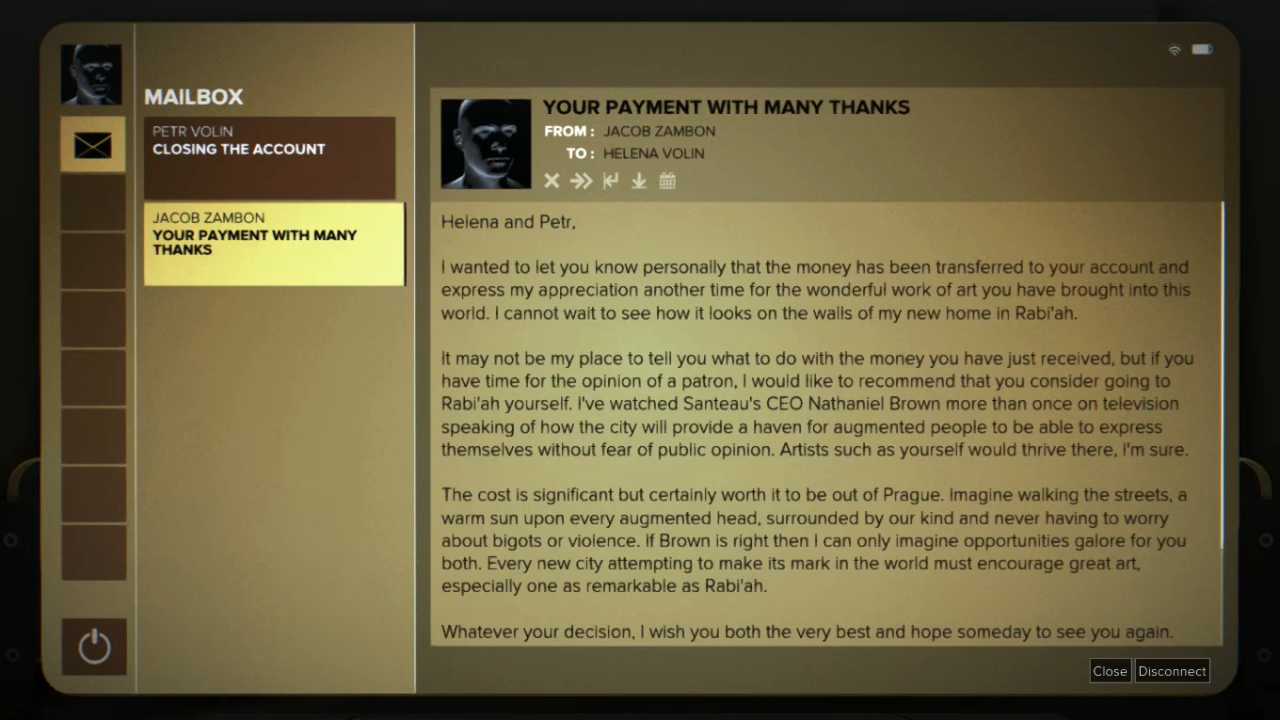 MAILBOX
PETR VOLIN
CLOSING THE ACCOUNT
JACOB ZAMBON
YOUR PAYMENT WITH MANY
THANKS
YOUR PAYMENT WITH MANY THANKS
FROM : JACOB ZAMBON
TO : HELENA VOLIN
Helena and Petr,
I wanted to let you know personally that the money has been transferred to your account and
express my appreciation another time for the wonderful work of art you have brought into this
world. I cannot wait to see how it looks on the walls of my new home in Rabi'ah.
It may not be my place to tell you what to do with the money you have just received, but if you
have time for the opinion of a patron, I would like to recommend that you consider going to
Rabi'ah yourself. I've watched Santeau's CEO Nathaniel Brown more than once on television
speaking of how the city will provide a haven for augmented people to be able to express
themselves without fear of public opinion. Artists such as yourself would thrive there, I'm sure.
The cost is significant but certainly worth it to be out of Prague. Imagine walking the streets, a
warm sun upon every augmented head, surrounded by our kind and never having to worry
about bigots or violence. If Brown is right then I can only imagine opportunities galore for you
both. Every new city attempting to make its mark in the world must encourage great art,
especially one as remarkable as Rabi'ah.
Whatever your decision, I wish you both the very best and hope someday to see you again.
Close
Disconnect